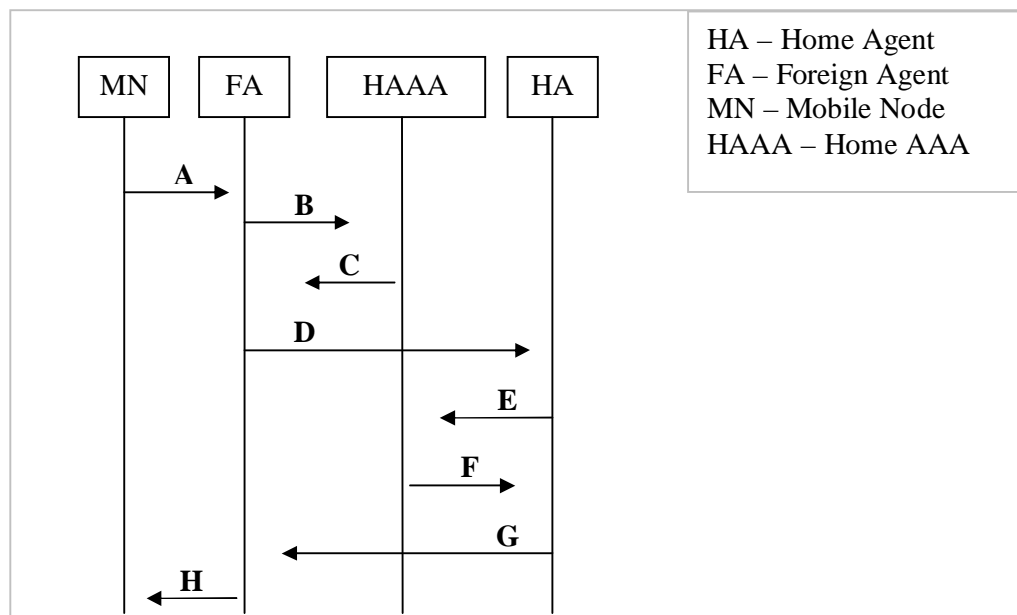 HA – Home Agent
FA – Foreign Agent
MN – Mobile Node
HAAA – Home AAA
MN FA HAAA HA
A
B
C
D
E
F
G
H